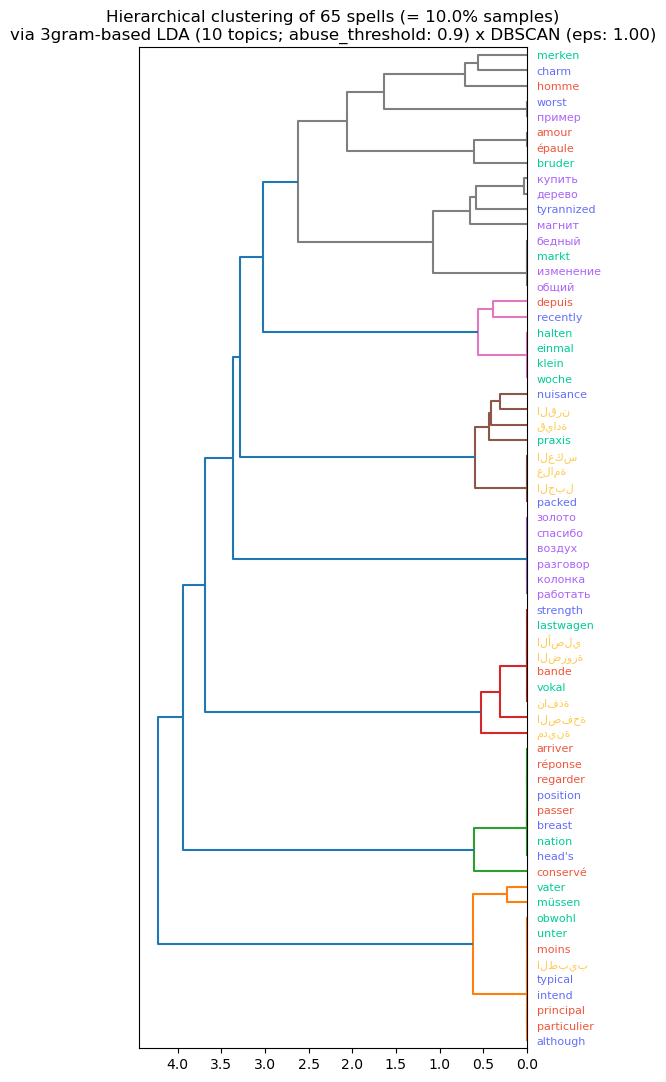 Hierarchical clustering of 65 spells (= 10.0% samples)
via 3gram-based LDA (10 topics; abuse_threshold: 0.9) x DBSCAN (eps: 1.00)
merken
charm
homme
worst
пример
amour
épaule
bruder
купить
дерево
tyrannized
магнит
бедный
markt
изменение
общий
depuis
recently
halten
einmal
klein
woche
nuisance
القرن
قيادة
praxis
العكس
علامة
الجبل
packed
золото
спасибо
воздух
разговор
колонка
работать
strength
lastwagen
الأصلي
الضرورة
bande
vokal
نافذة
الصفحة
مدينة
arriver
réponse
regarder
position
passer
breast
nation
head's
conservé
vater
müssen
obwohl
unter
moins
الطبيب
typical
intend
principal
particulier
although
4.0 3.5 3.0 2.5 2.0 1.5 1.0 0.5 0.0